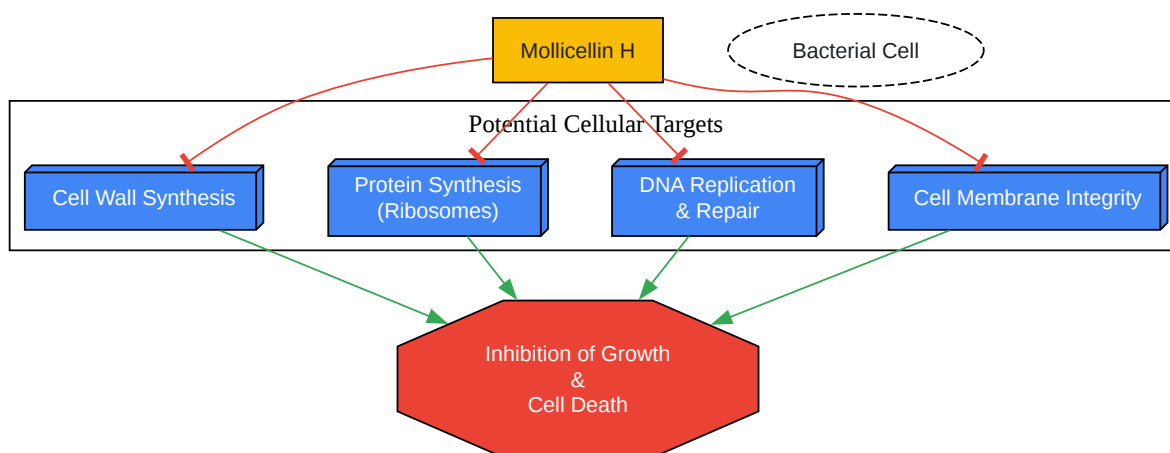 Mollicellin H
Bacterial Cell
Potential Cellular Targets
Cell Wall Synthesis
Protein Synthesis
(Ribosomes)
DNA Replication
& Repair
Cell Membrane Integrity
Inhibition of Growth
&
Cell Death